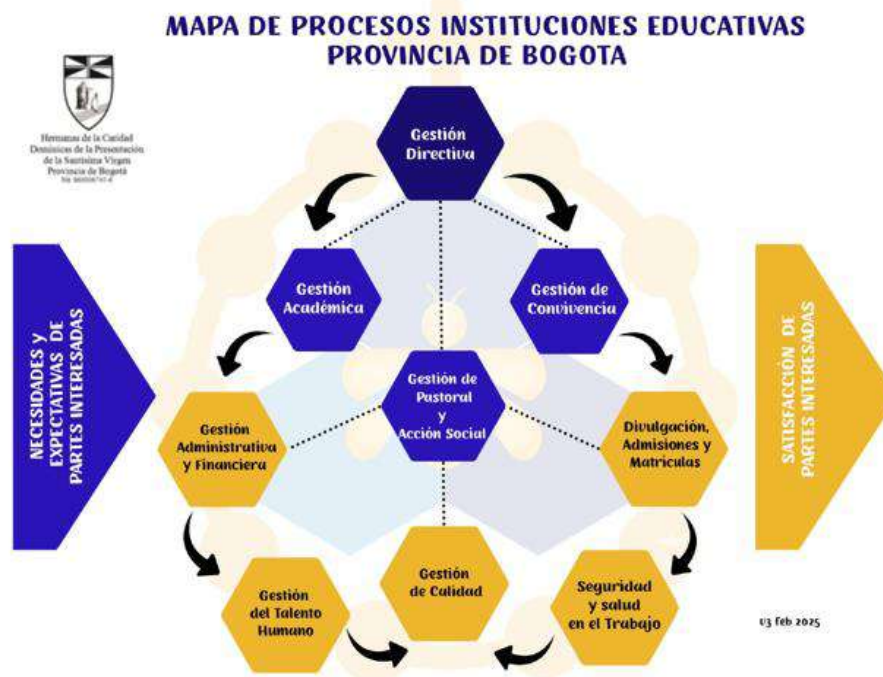 MAPA DE PROCESOS INSTITUCIONES EDUCATIVAS
PROVINCIA DE BOGOTA
Hermanas de la Caridad
Dominicas de la Presentación
de la Santísima Virgen
Provincia de Bogotá
Gestión
Directiva
Gestión
Académica
Gestión de
Convivencia
NECESIDADES y
EXPECTATIVAS DE
PARTES INTERESADAS
Gestión de
Pastoral
y
Acción Social
SATISFACCIÓN DE
PARTES INTERESADAS
Gestión
Administrativa
y Financiera
Divulgación,
Admisiones y
Matrículas
Gestión
del Talento
Humano
Gestión
de Calidad
Seguridad
y salud
en el Trabajo
feb 2025